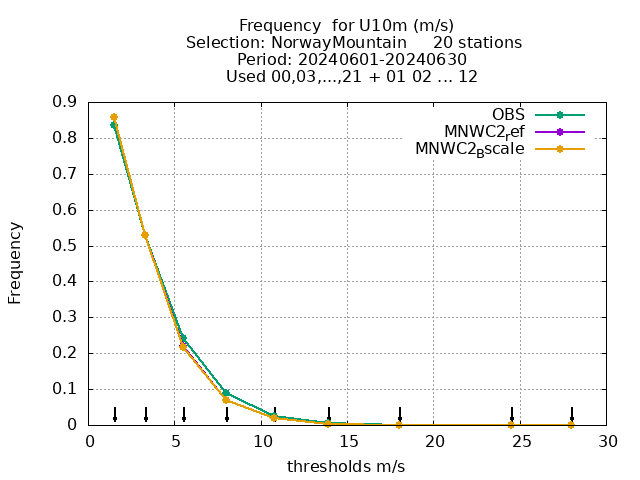 Frequency  for U10m (m/s)
Selection: NorwayMountain     20 stations
Period: 20240601-20240630
Used 00,03,...,21 + 01 02 ... 12
OBS
MNWC2ref
MNWC2Bscale
Frequency
0.9
0.8
0.7
0.6
0.5
0.4
0.3
0.2
0.1
0
0 5 10 15 20 25 30
thresholds m/s